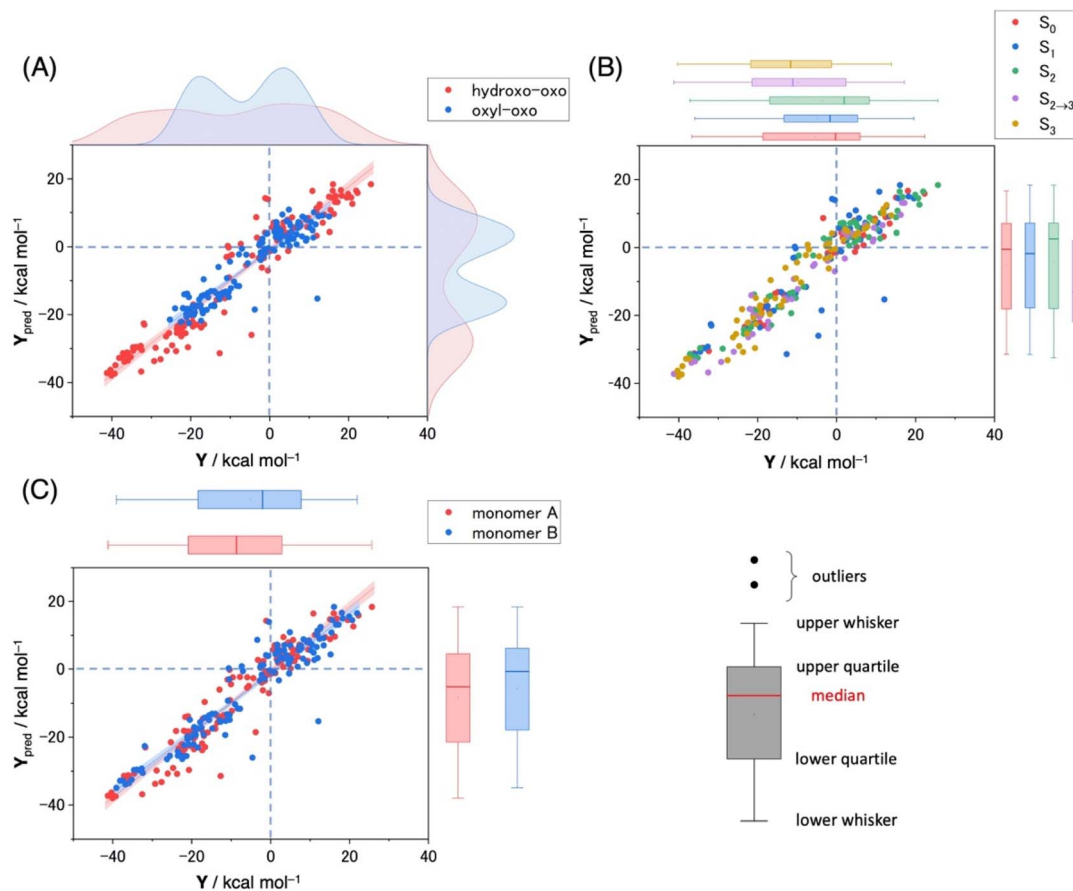 (A)
hydroxo-oxo
oxyl-oxo
20
0
−20
−40
Y_pred / kcal mol⁻¹
−40 −20 0 20 40
Y / kcal mol⁻¹
(B)
S₀
S₁
S₂
S₂→₃
S₃
20
0
−20
−40
Y_pred / kcal mol⁻¹
−40 −20 0 20 40
Y / kcal mol⁻¹
(C)
monomer A
monomer B
20
0
−20
−40
Y_pred / kcal mol⁻¹
−40 −20 0 20 40
Y / kcal mol⁻¹
outliers
upper whisker
upper quartile
median
lower quartile
lower whisker